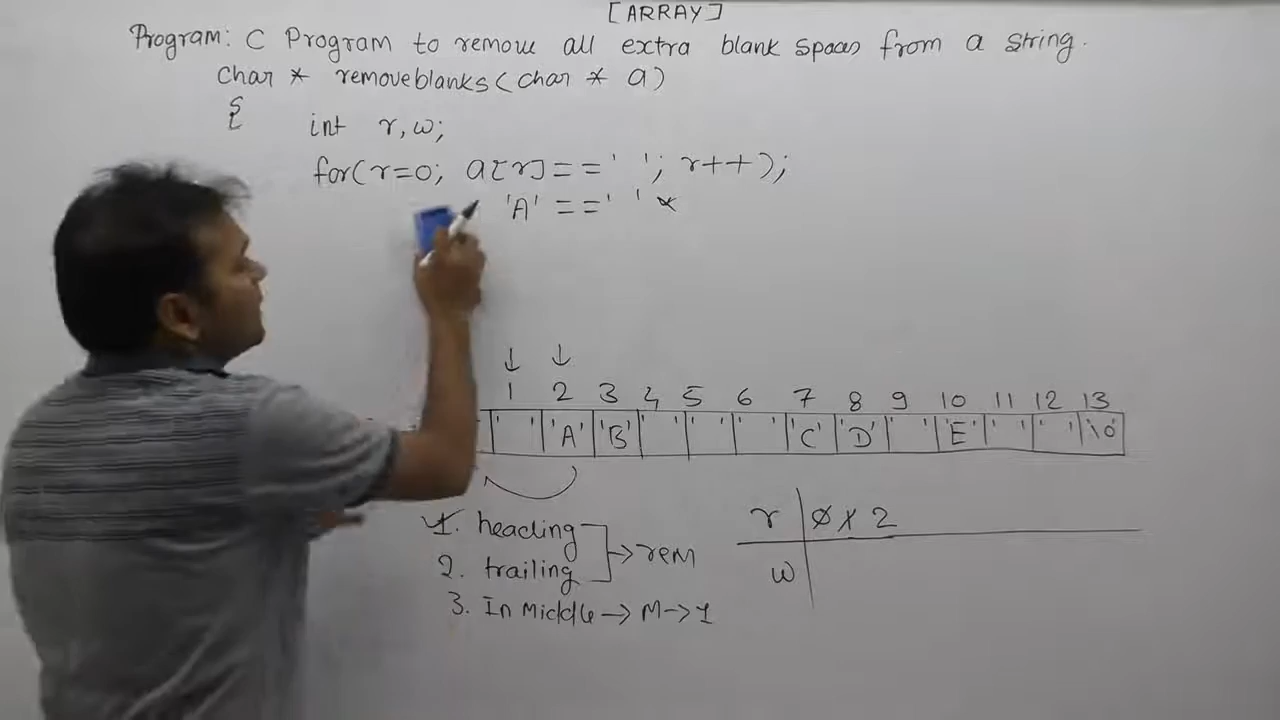 [ARRAY]
Program: C Program to remove all extra blank spaces from a string.
Char * removeblanks(char * a)
{
int r, w;
for(r=0; a[r]==' '; r++);
'A' ==' ' ×
↓ ↓
1 2 3 4 5 6 7 8 9 10 11 12 13
' ' 'A' 'B' ' ' ' ' ' ' 'C' 'D' ' ' 'E' ' ' ' ' '\0'
1. heading
2. trailing → rem
3. In Middle → M->1
r 0 1 2
w